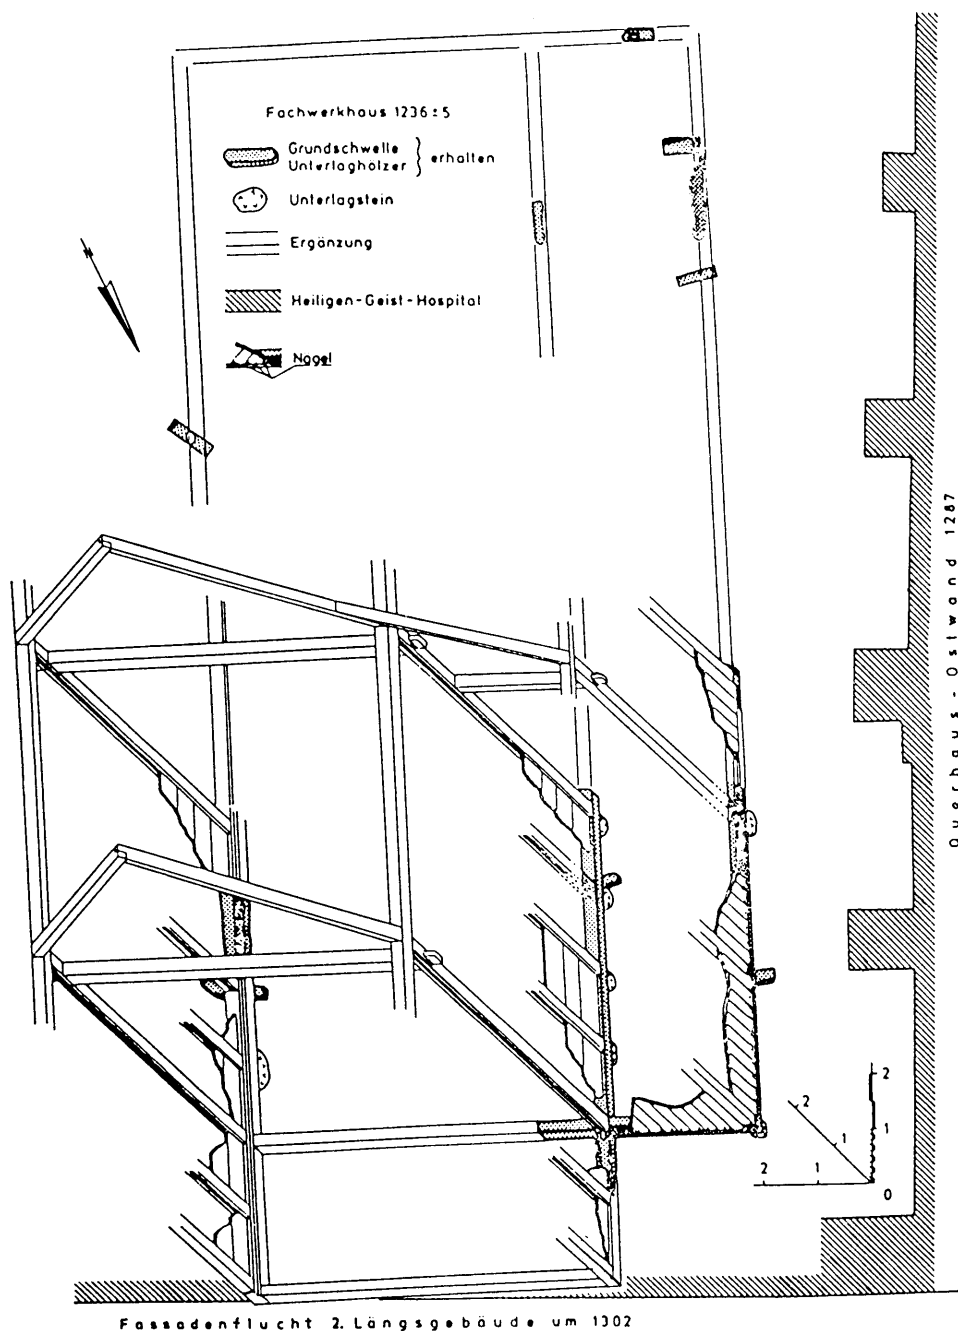 Fachwerkhaus 1236±5
Grundschwelle
Unterlaghölzer } erhalten
Unterlagstein
Ergänzung
Heiligen-Geist-Hospital
Nagel
N
Querhaus-Ostwand 1287
2
2
1
1
2
1
0
Fassadenflucht 2. Längsgebäude um 1302